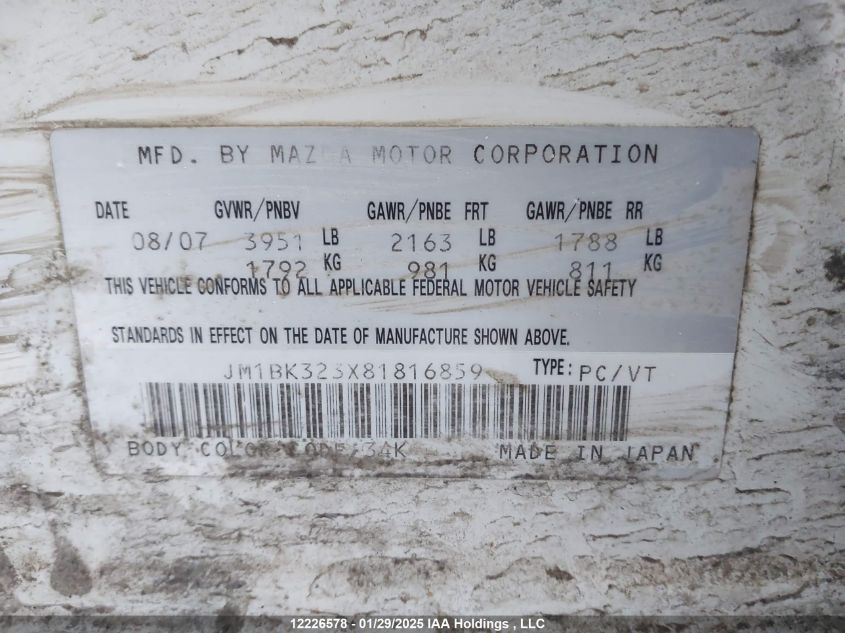 MFD. BY MAZDA MOTOR CORPORATION
DATE GVWR/PNBV GAWR/PNBE FRT GAWR/PNBE RR
08/07 3951 LB 2163 LB 1788 LB
1792 KG 981 KG 811 KG
THIS VEHICLE CONFORMS TO ALL APPLICABLE FEDERAL MOTOR VEHICLE SAFETY
STANDARDS IN EFFECT ON THE DATE OF MANUFACTURE SHOWN ABOVE.
JM1BK323X81816859 TYPE: PC/VT
BODY COLOR CODE: 34K MADE IN JAPAN
12226578 - 01/29/2025 IAA Holdings , LLC